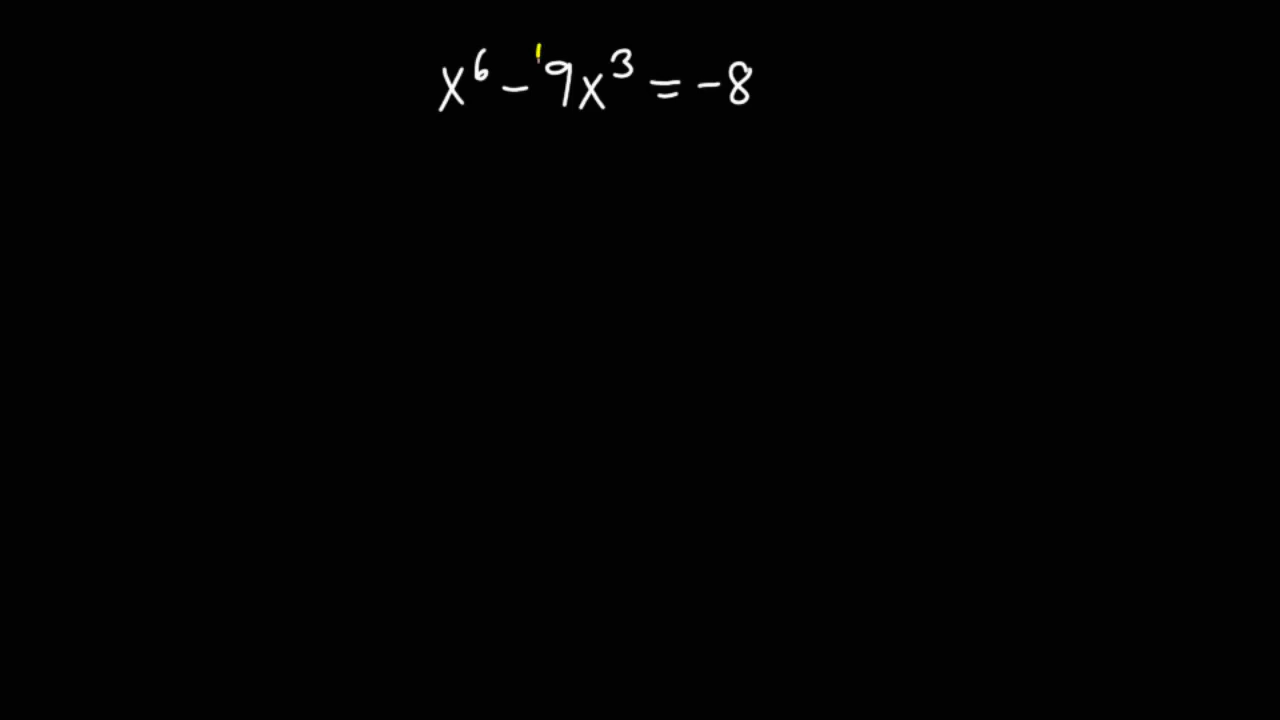 x⁶ - 9x³ = -8